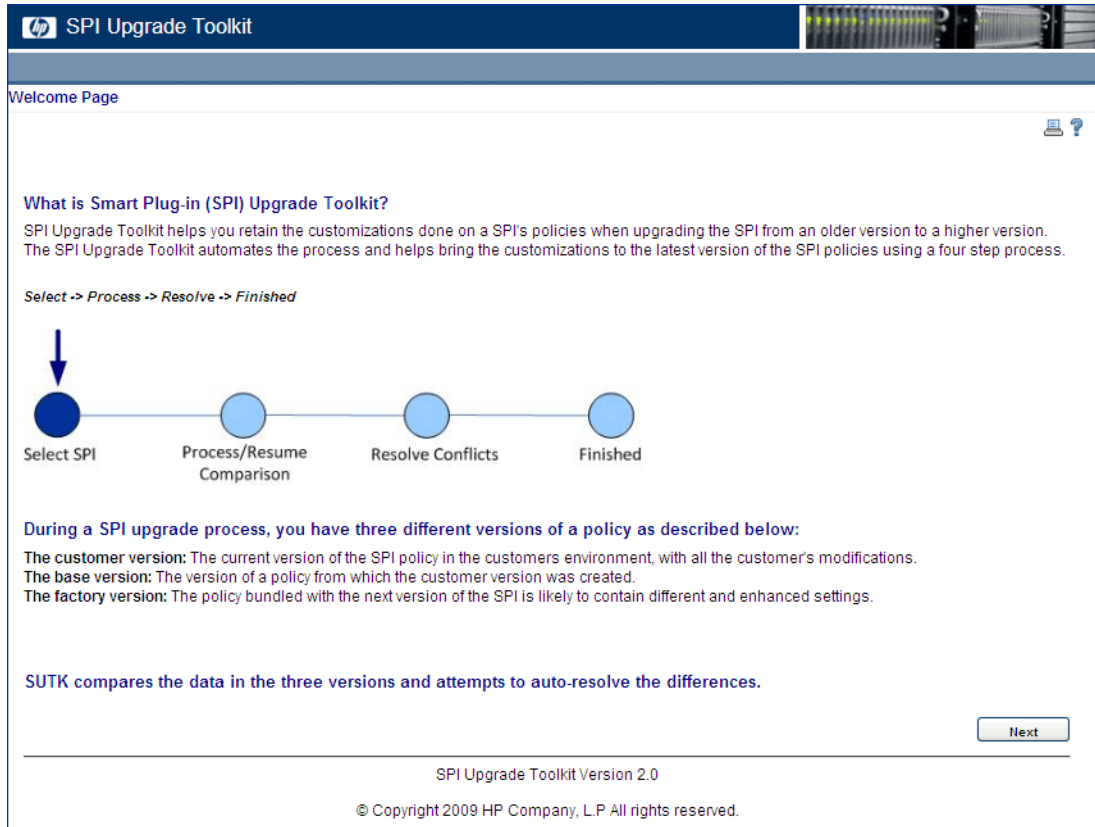 hp SPI Upgrade Toolkit
Welcome Page
?
What is Smart Plug-in (SPI) Upgrade Toolkit?
SPI Upgrade Toolkit helps you retain the customizations done on a SPI's policies when upgrading the SPI from an older version to a higher version.
The SPI Upgrade Toolkit automates the process and helps bring the customizations to the latest version of the SPI policies using a four step process.
Select -> Process -> Resolve -> Finished
Select SPI
Process/Resume
Comparison
Resolve Conflicts
Finished
During a SPI upgrade process, you have three different versions of a policy as described below:
The customer version: The current version of the SPI policy in the customers environment, with all the customer's modifications.
The base version: The version of a policy from which the customer version was created.
The factory version: The policy bundled with the next version of the SPI is likely to contain different and enhanced settings.
SUTK compares the data in the three versions and attempts to auto-resolve the differences.
Next
SPI Upgrade Toolkit Version 2.0
© Copyright 2009 HP Company, L.P All rights reserved.